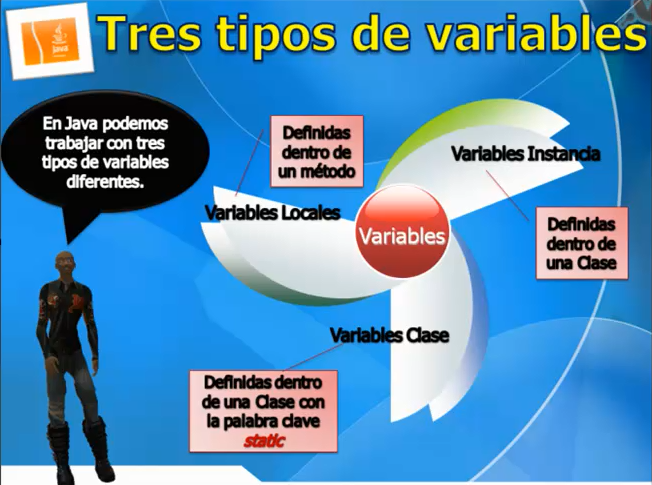 Tres tipos de variables
Java
En Java podemos
trabajar con tres
tipos de variables
diferentes.
Definidas
dentro de
un método
Variables Instancia
Variables Locales
Variables
Definidas
dentro de
una Clase
Variables Clase
Definidas dentro
de una Clase con
la palabra clave
static